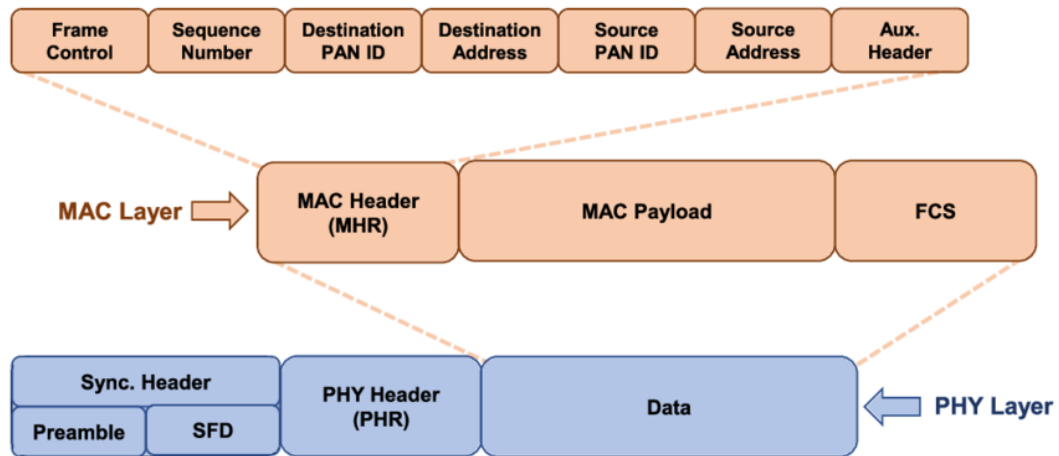 Frame Control
Sequence Number
Destination PAN ID
Destination Address
Source PAN ID
Source Address
Aux. Header
MAC Layer
MAC Header (MHR)
MAC Payload
FCS
Sync. Header
Preamble
SFD
PHY Header (PHR)
Data
PHY Layer